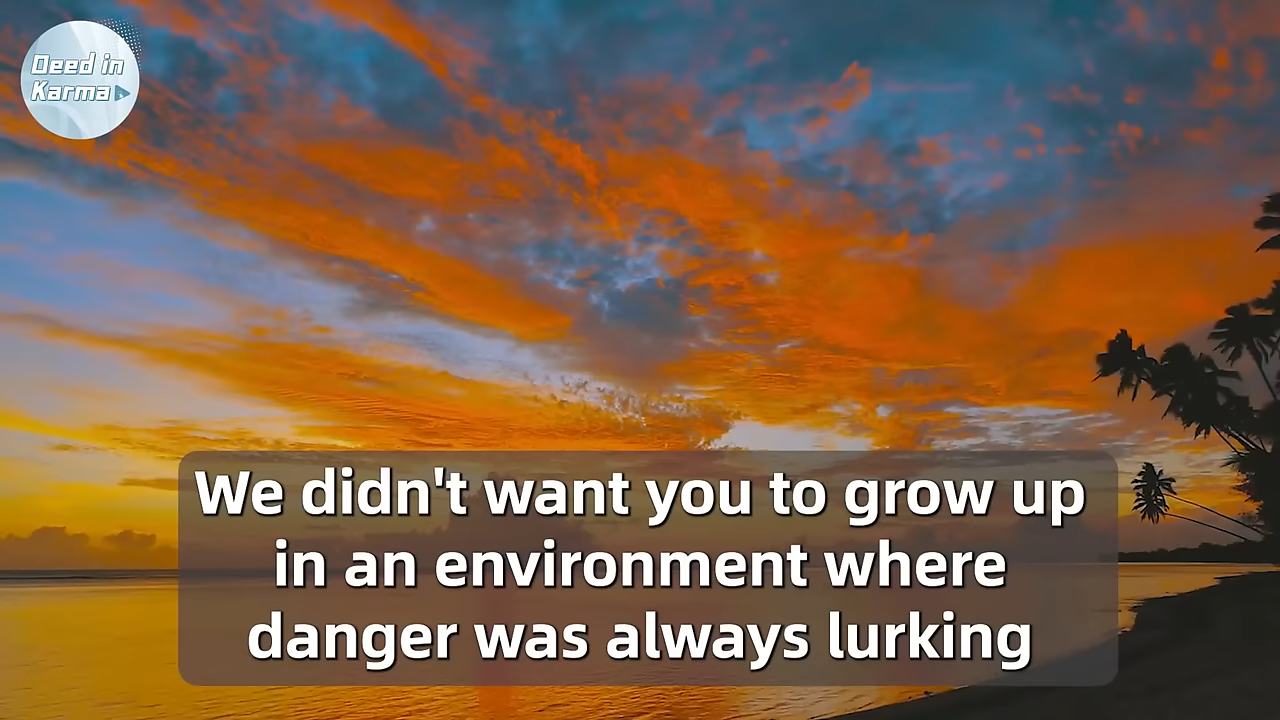 Deed in
Karma
We didn't want you to grow up
in an environment where
danger was always lurking